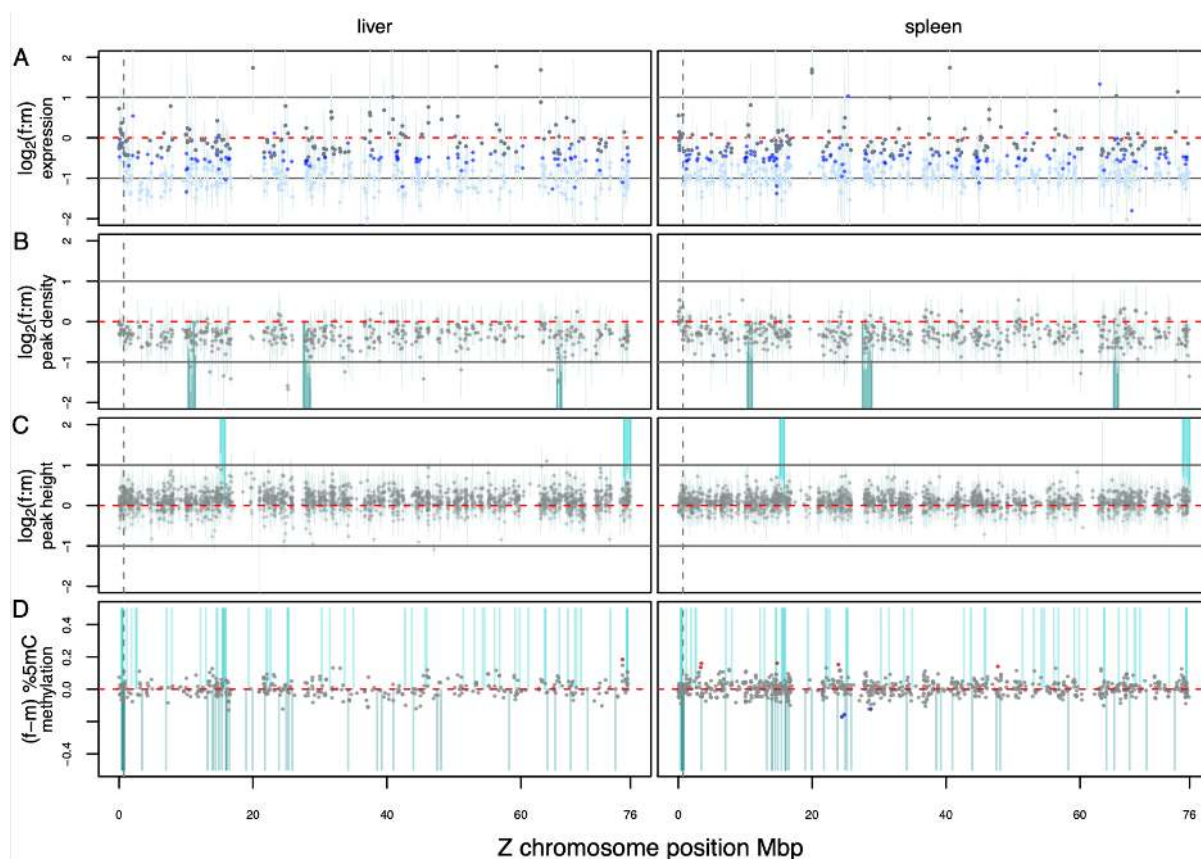 liver
spleen
A
log2(f:m)
expression
2
1
0
−1
−2
B
log2(f:m)
peak density
2
1
0
−1
−2
C
log2(f:m)
peak height
2
1
0
−1
−2
D
(f−m) %5mC
methylation
0.4
0.2
0.0
−0.4
0
20
40
60
76
0
20
40
60
76
Z chromosome position Mbp